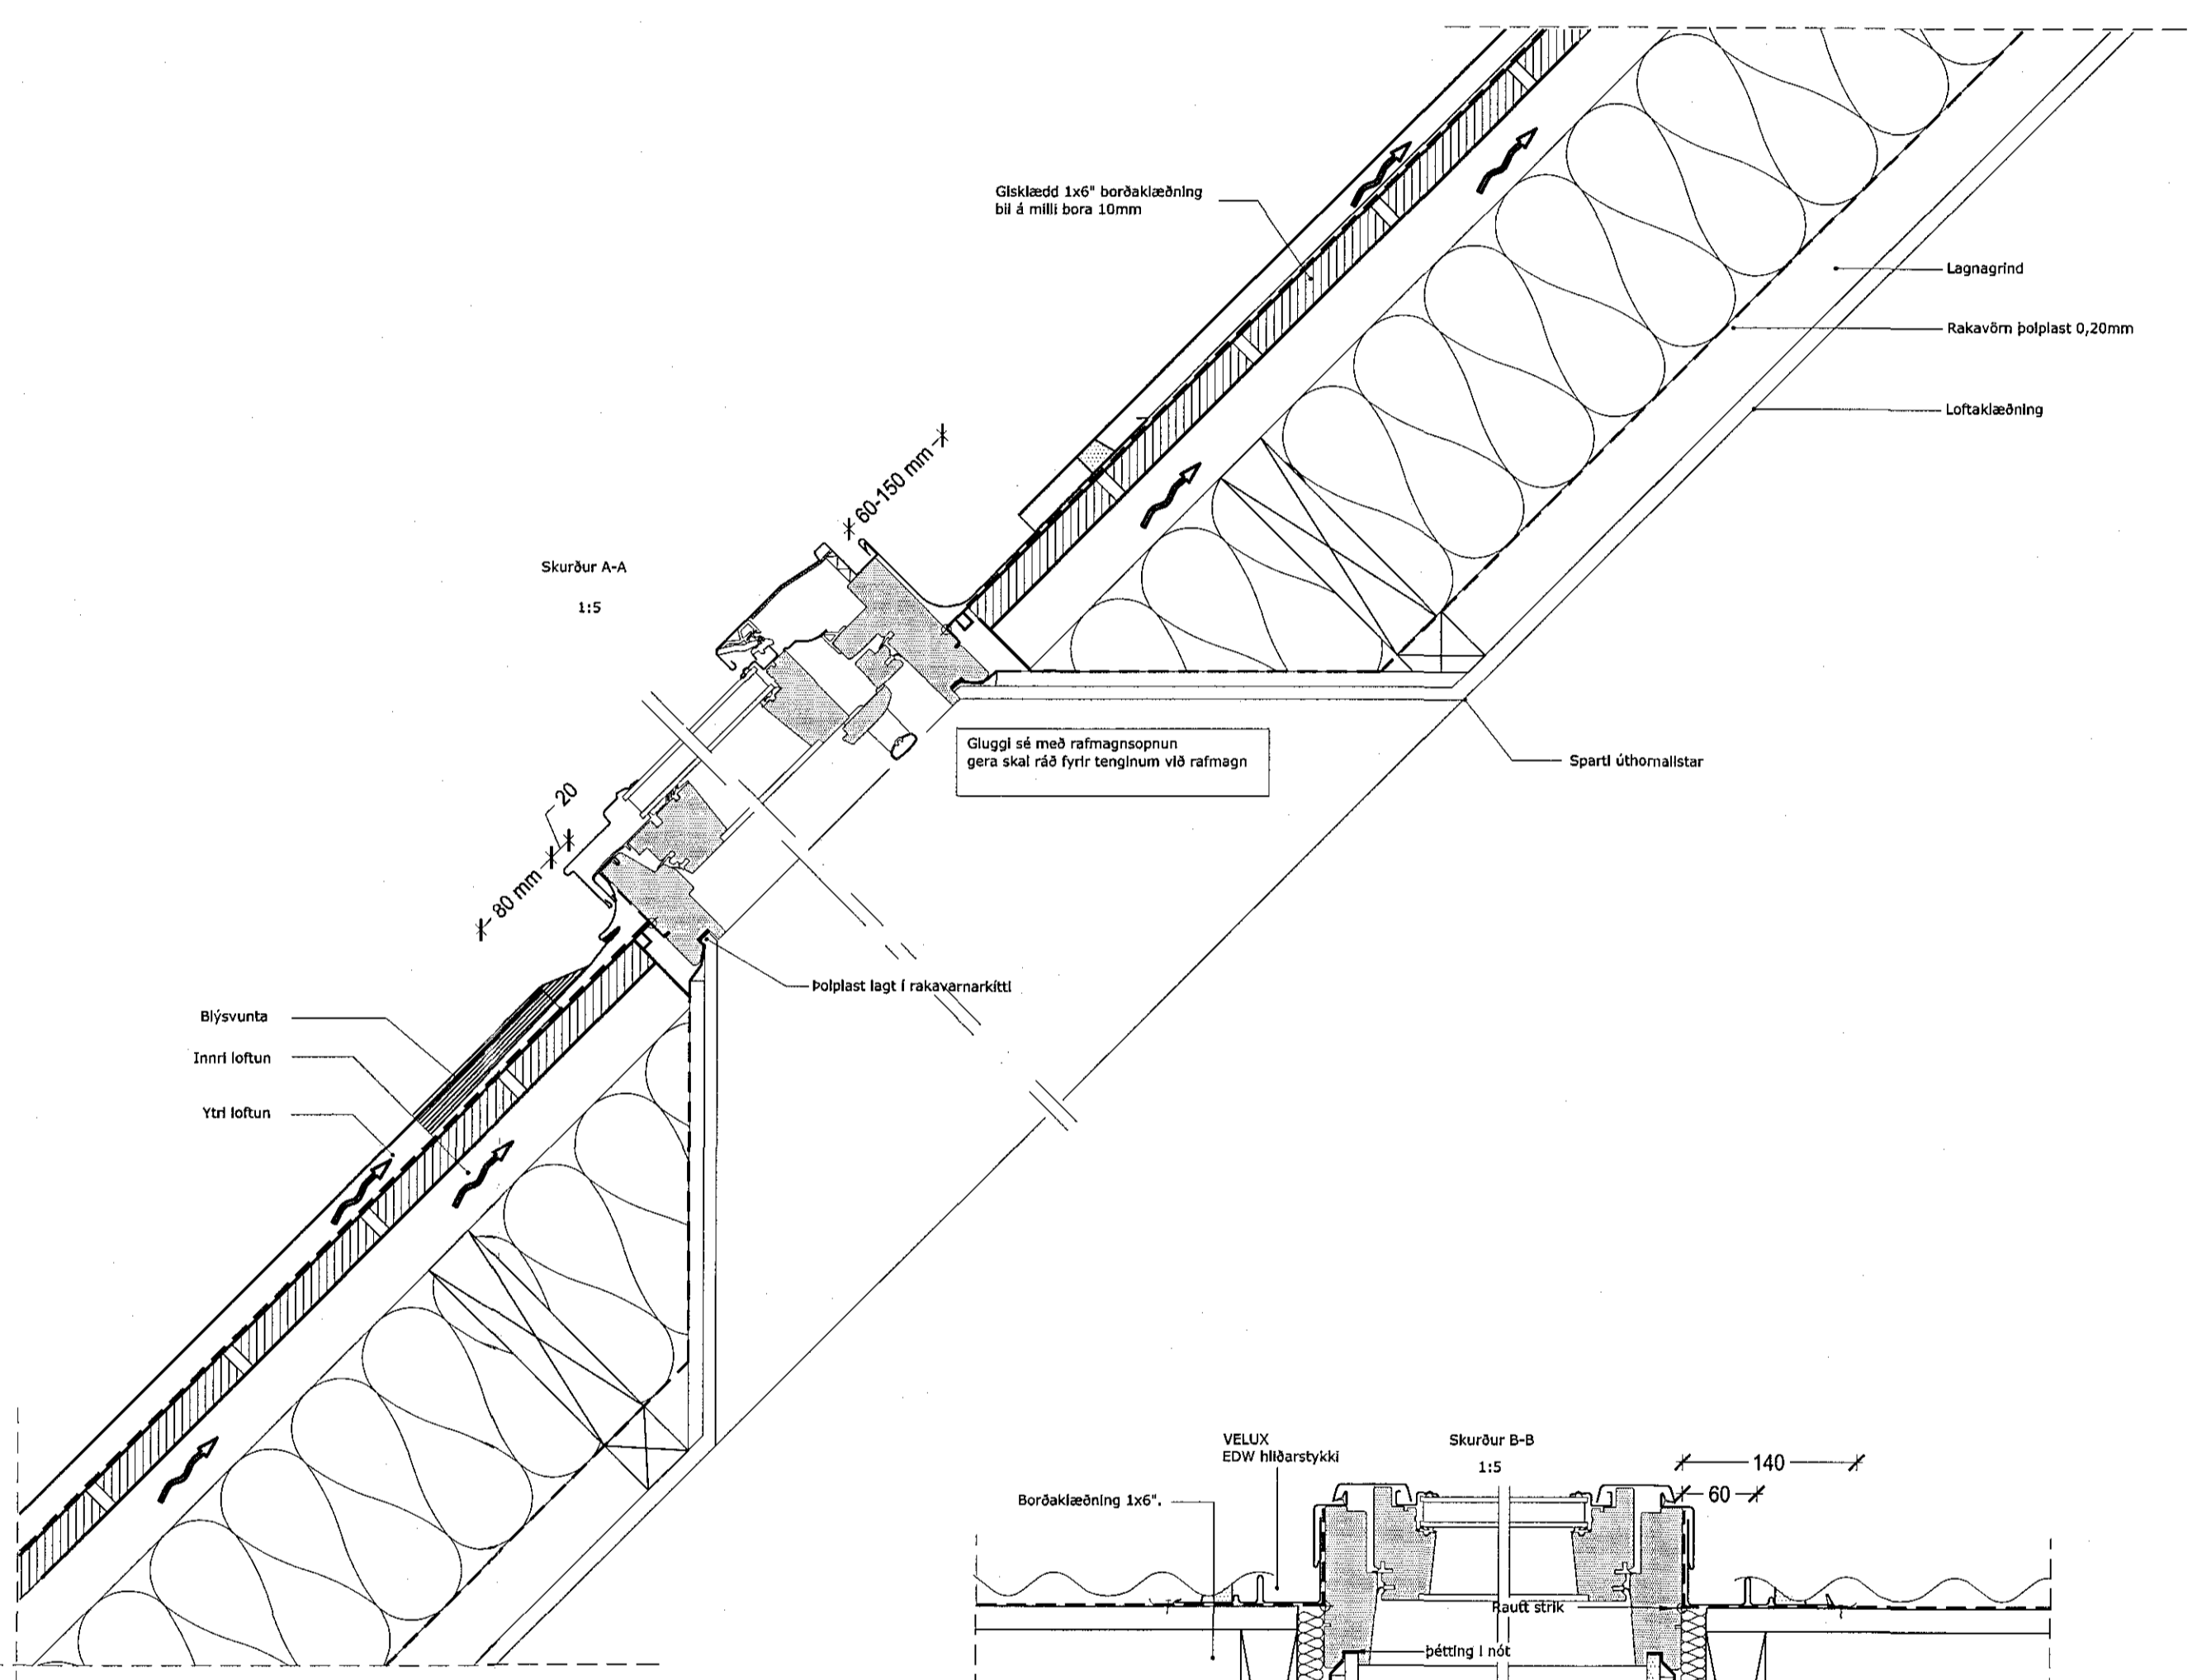 Gisklædd 1x6" borðaklæðning
bil á milli bora 10mm
Lagnagrind
Rakavörn þolplast 0,20mm
Loftaklæðning
60-150 mm
Skurður A-A
1:5
Gluggi sé með rafmagnsopnun
gera skal ráð fyrir tenginum við rafmagn
Sparti úthornalistar
20
80 mm
Þolplast lagt í rakavarnarkítti
Blýsvunta
Innri loftun
Ytri loftun
VELUX
EDW hliðarstykki
Skurður B-B
1:5
140
60
Borðaklæðning 1x6".
Rautt strik
þétting í nót